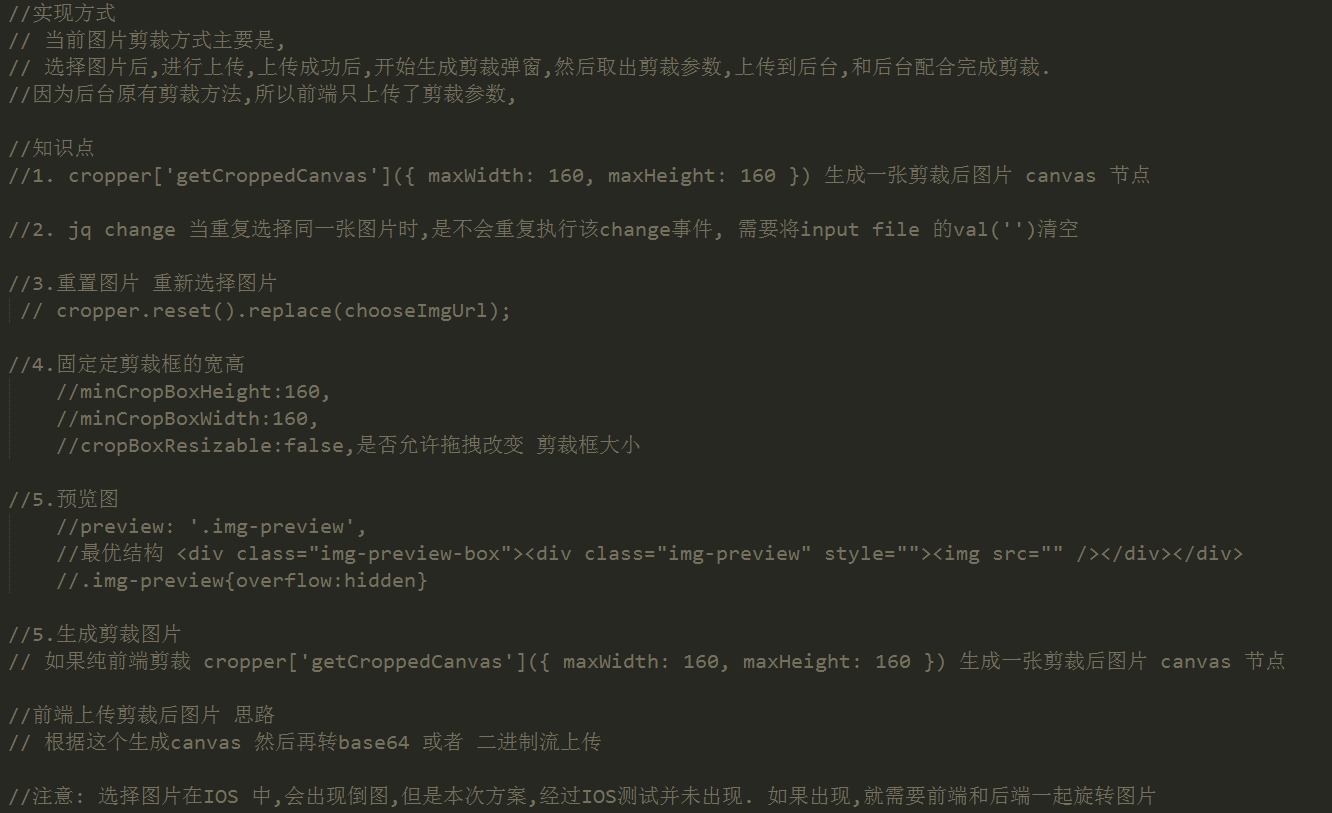 //实现方式
// 当前图片剪裁方式主要是,
// 选择图片后,进行上传,上传成功后,开始生成剪裁弹窗,然后取出剪裁参数,上传到后台,和后台配合完成剪裁.
//因为后台原有剪裁方法,所以前端只上传了剪裁参数,
//知识点
//1. cropper['getCroppedCanvas']({ maxWidth: 160, maxHeight: 160 }) 生成一张剪裁后图片 canvas 节点
//2. jq change 当重复选择同一张图片时,是不会重复执行该change事件, 需要将input file 的val('')清空
//3.重置图片 重新选择图片
// cropper.reset().replace(chooseImgUrl);
//4.固定定剪裁框的宽高
//minCropBoxHeight:160,
//minCropBoxWidth:160,
//cropBoxResizable:false,是否允许拖拽改变 剪裁框大小
//5.预览图
//preview: '.img-preview',
//最优结构 <div class="img-preview-box"><div class="img-preview" style=""><img src="" /></div></div>
//.img-preview{overflow:hidden}
//5.生成剪裁图片
// 如果纯前端剪裁 cropper['getCroppedCanvas']({ maxWidth: 160, maxHeight: 160 }) 生成一张剪裁后图片 canvas 节点
//前端上传剪裁后图片 思路
// 根据这个生成canvas 然后再转base64 或者 二进制流上传
//注意: 选择图片在IOS 中,会出现倒图,但是本次方案,经过IOS测试并未出现. 如果出现,就需要前端和后端一起旋转图片